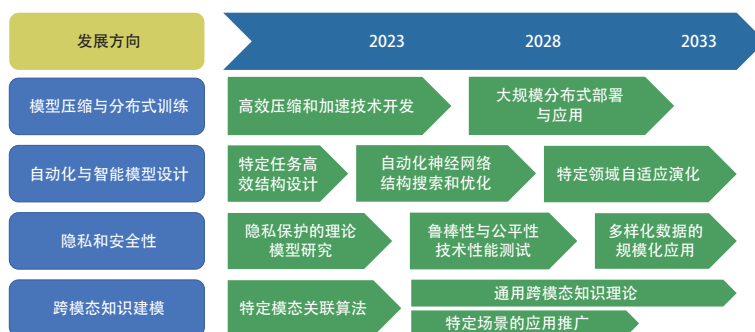 发展方向
2023
2028
2033
模型压缩与分布式训练
高效压缩和加速技术开发
大规模分布式部署
与应用
自动化与智能模型设计
特定任务高
效结构设计
自动化神经网络
结构搜索和优化
特定领域自适应演化
隐私和安全性
隐私保护的理论
模型研究
鲁棒性与公平性
技术性能测试
多样化数据的
规模化应用
跨模态知识建模
特定模态关联算法
通用跨模态知识理论
特定场景的应用推广